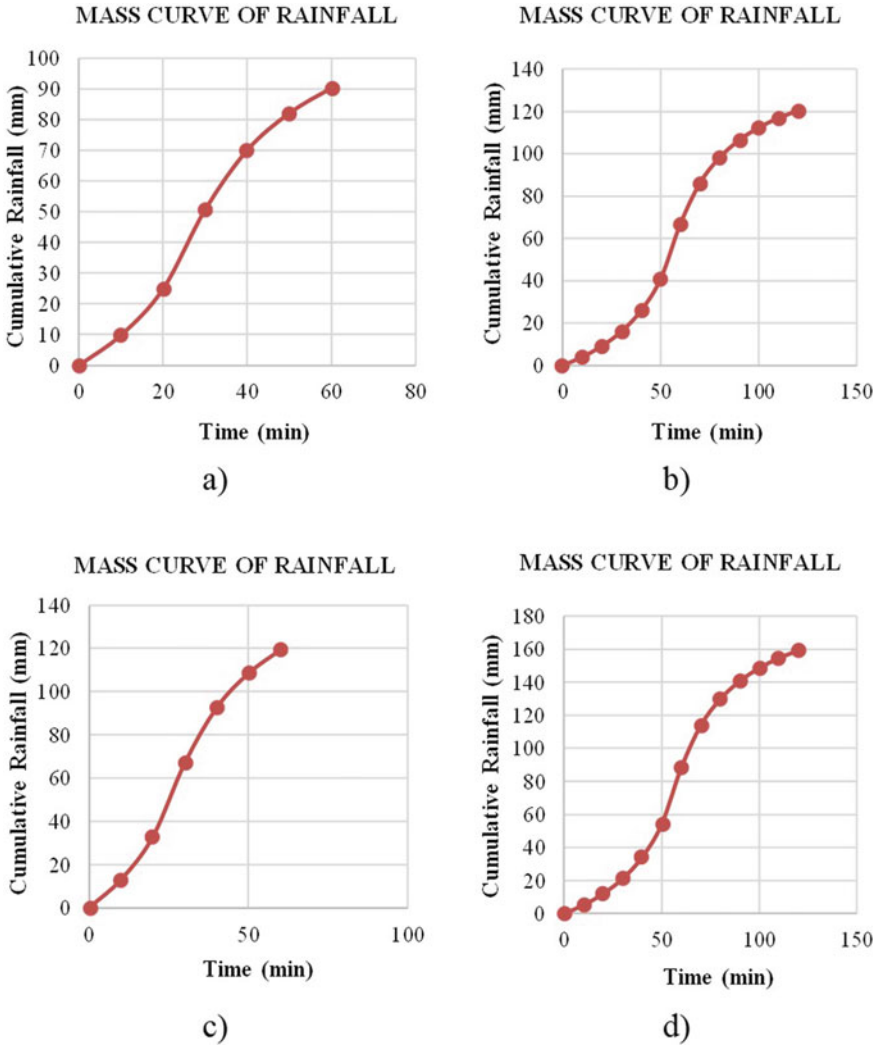 MASS CURVE OF RAINFALL
Cumulative Rainfall (mm)
100
90
80
70
60
50
40
30
20
10
0
0 20 40 60 80
Time (min)
a)
MASS CURVE OF RAINFALL
Cumulative Rainfall (mm)
140
120
100
80
60
40
20
0
0 50 100 150
Time (min)
b)
MASS CURVE OF RAINFALL
Cumulative Rainfall (mm)
140
120
100
80
60
40
20
0
0 50 100
Time (min)
c)
MASS CURVE OF RAINFALL
Cumulative Rainfall (mm)
180
160
140
120
100
80
60
40
20
0
0 50 100 150
Time (min)
d)